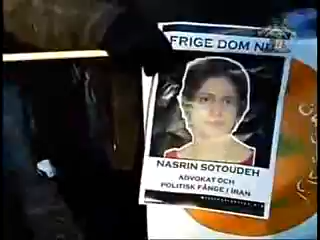 FRIGE DOM N
NASRIN SOTOUDEH
ADVOKAT OCH
POLITISK FÅNGE I IRAN